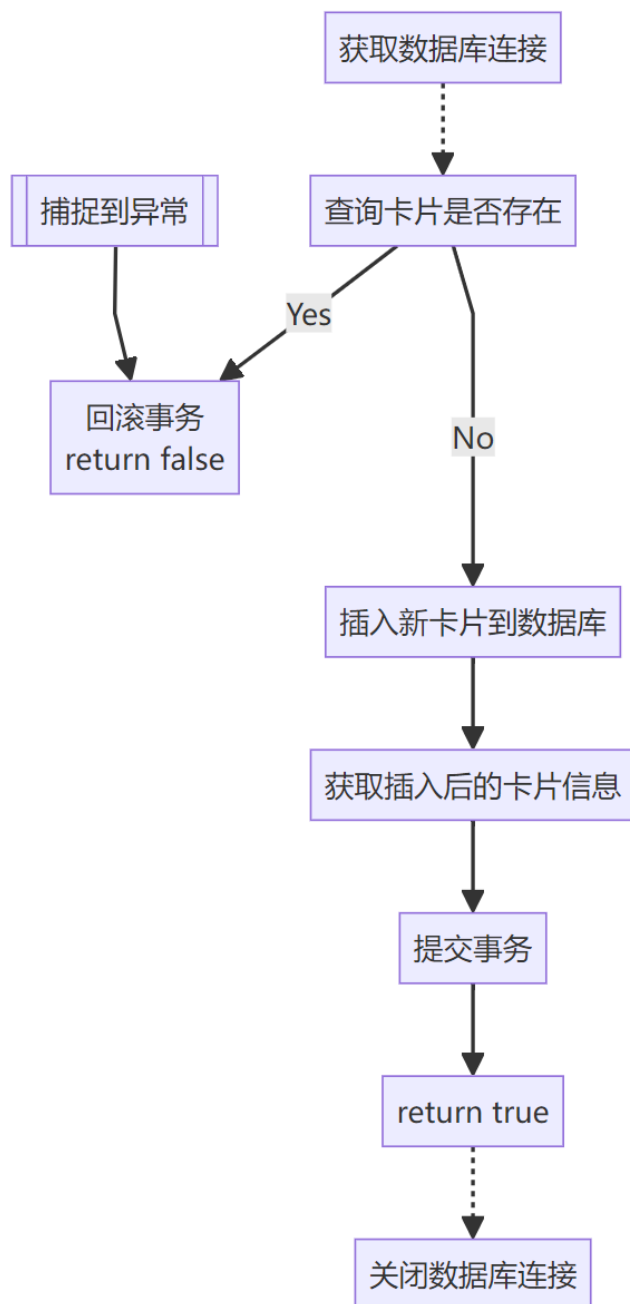 获取数据库连接
捕捉到异常
查询卡片是否存在
Yes
回滚事务
return false
No
插入新卡片到数据库
获取插入后的卡片信息
提交事务
return true
关闭数据库连接